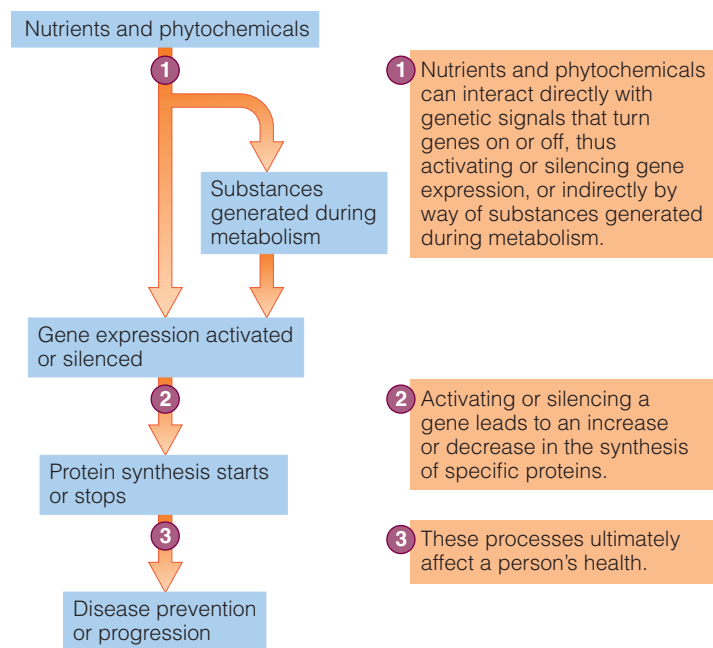 Nutrients and phytochemicals
1
Substances
generated during
metabolism
Gene expression activated
or silenced
2
Protein synthesis starts
or stops
3
Disease prevention
or progression
1 Nutrients and phytochemicals
can interact directly with
genetic signals that turn
genes on or off, thus
activating or silencing gene
expression, or indirectly by
way of substances generated
during metabolism.
2 Activating or silencing a
gene leads to an increase
or decrease in the synthesis
of specific proteins.
3 These processes ultimately
affect a person’s health.